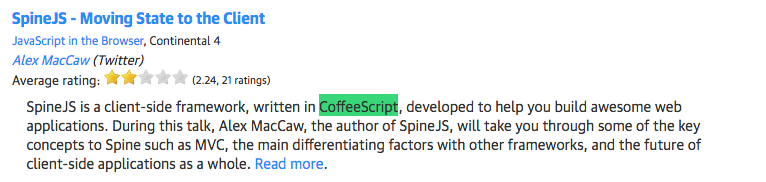 SpineJS - Moving State to the Client
JavaScript in the Browser, Continental 4
Alex MacCaw (Twitter)
Average rating: (2.24, 21 ratings)
SpineJS is a client-side framework, written in CoffeeScript, developed to help you build awesome web
applications. During this talk, Alex MacCaw, the author of SpineJS, will take you through some of the key
concepts to Spine such as MVC, the main differentiating factors with other frameworks, and the future of
client-side applications as a whole. Read more.